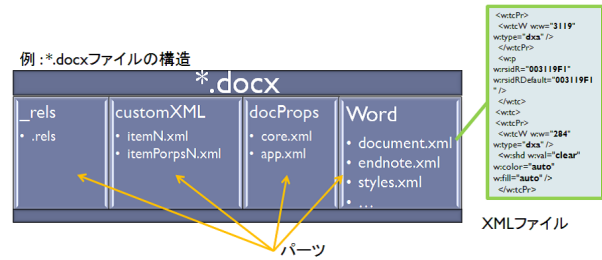 例:*.docxファイルの構造
*.docx
_rels
• .rels
customXML
• itemN.xml
• itemPorpsN.xml
docProps
• core.xml
• app.xml
Word
• document.xml
• endnote.xml
• styles.xml
• ...
パーツ
<w:tcPr>
<w:tcW w:w="3119"
w:type="dxa" />
</w:tcPr>
<w:p
w:rsidR="003119F1"
w:rsidRDefault="003119F1
" />
</w:tc>
<w:tc>
<w:tcPr>
<w:tcW w:w="284"
w:type="dxa" />
<w:shd w:val="clear"
w:color="auto"
w:fill="auto" />
</w:tcPr>
XMLファイル